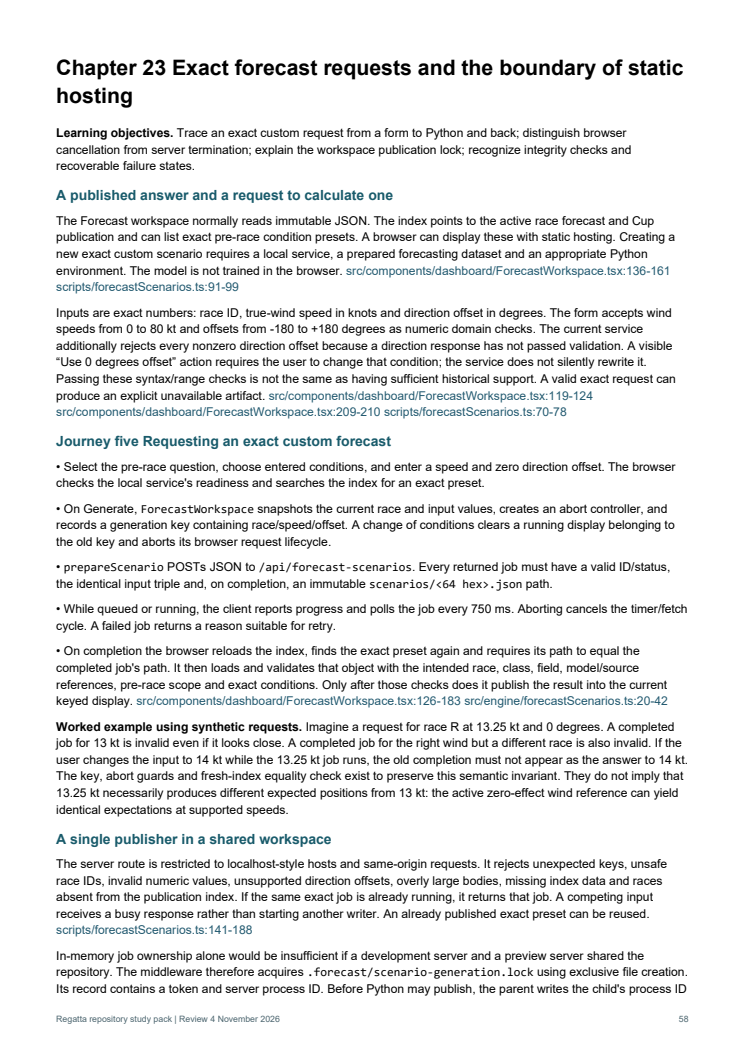 Chapter 23 Exact forecast requests and the boundary of static
hosting
Learning objectives. Trace an exact custom request from a form to Python and back; distinguish browser
cancellation from server termination; explain the workspace publication lock; recognize integrity checks and
recoverable failure states.
A published answer and a request to calculate one
The Forecast workspace normally reads immutable JSON. The index points to the active race forecast and Cup
publication and can list exact pre-race condition presets. A browser can display these with static hosting. Creating a
new exact custom scenario requires a local service, a prepared forecasting dataset and an appropriate Python
environment. The model is not trained in the browser. src/components/dashboard/ForecastWorkspace.tsx:136-161
scripts/forecastScenarios.ts:91-99
Inputs are exact numbers: race ID, true-wind speed in knots and direction offset in degrees. The form accepts wind
speeds from 0 to 80 kt and offsets from -180 to +180 degrees as numeric domain checks. The current service
additionally rejects every nonzero direction offset because a direction response has not passed validation. A visible
“Use 0 degrees offset” action requires the user to change that condition; the service does not silently rewrite it.
Passing these syntax/range checks is not the same as having sufficient historical support. A valid exact request can
produce an explicit unavailable artifact. src/components/dashboard/ForecastWorkspace.tsx:119-124
src/components/dashboard/ForecastWorkspace.tsx:209-210 scripts/forecastScenarios.ts:70-78
Journey five Requesting an exact custom forecast
• Select the pre-race question, choose entered conditions, and enter a speed and zero direction offset. The browser
checks the local service's readiness and searches the index for an exact preset.
• On Generate, ForecastWorkspace snapshots the current race and input values, creates an abort controller, and
records a generation key containing race/speed/offset. A change of conditions clears a running display belonging to
the old key and aborts its browser request lifecycle.
• prepareScenario POSTs JSON to /api/forecast-scenarios. Every returned job must have a valid ID/status,
the identical input triple and, on completion, an immutable scenarios/<64 hex>.json path.
• While queued or running, the client reports progress and polls the job every 750 ms. Aborting cancels the timer/fetch
cycle. A failed job returns a reason suitable for retry.
• On completion the browser reloads the index, finds the exact preset again and requires its path to equal the
completed job's path. It then loads and validates that object with the intended race, class, field, model/source
references, pre-race scope and exact conditions. Only after those checks does it publish the result into the current
keyed display. src/components/dashboard/ForecastWorkspace.tsx:126-183 src/engine/forecastScenarios.ts:20-42
Worked example using synthetic requests. Imagine a request for race R at 13.25 kt and 0 degrees. A completed
job for 13 kt is invalid even if it looks close. A completed job for the right wind but a different race is also invalid. If the
user changes the input to 14 kt while the 13.25 kt job runs, the old completion must not appear as the answer to 14 kt.
The key, abort guards and fresh-index equality check exist to preserve this semantic invariant. They do not imply that
13.25 kt necessarily produces different expected positions from 13 kt: the active zero-effect wind reference can yield
identical expectations at supported speeds.
A single publisher in a shared workspace
The server route is restricted to localhost-style hosts and same-origin requests. It rejects unexpected keys, unsafe
race IDs, invalid numeric values, unsupported direction offsets, overly large bodies, missing index data and races
absent from the publication index. If the same exact job is already running, it returns that job. A competing input
receives a busy response rather than starting another writer. An already published exact preset can be reused.
scripts/forecastScenarios.ts:141-188
In-memory job ownership alone would be insufficient if a development server and a preview server shared the
repository. The middleware therefore acquires .forecast/scenario-generation.lock using exclusive file creation.
Its record contains a token and server process ID. Before Python may publish, the parent writes the child's process ID
Regatta repository study pack | Review 4 November 2026
58